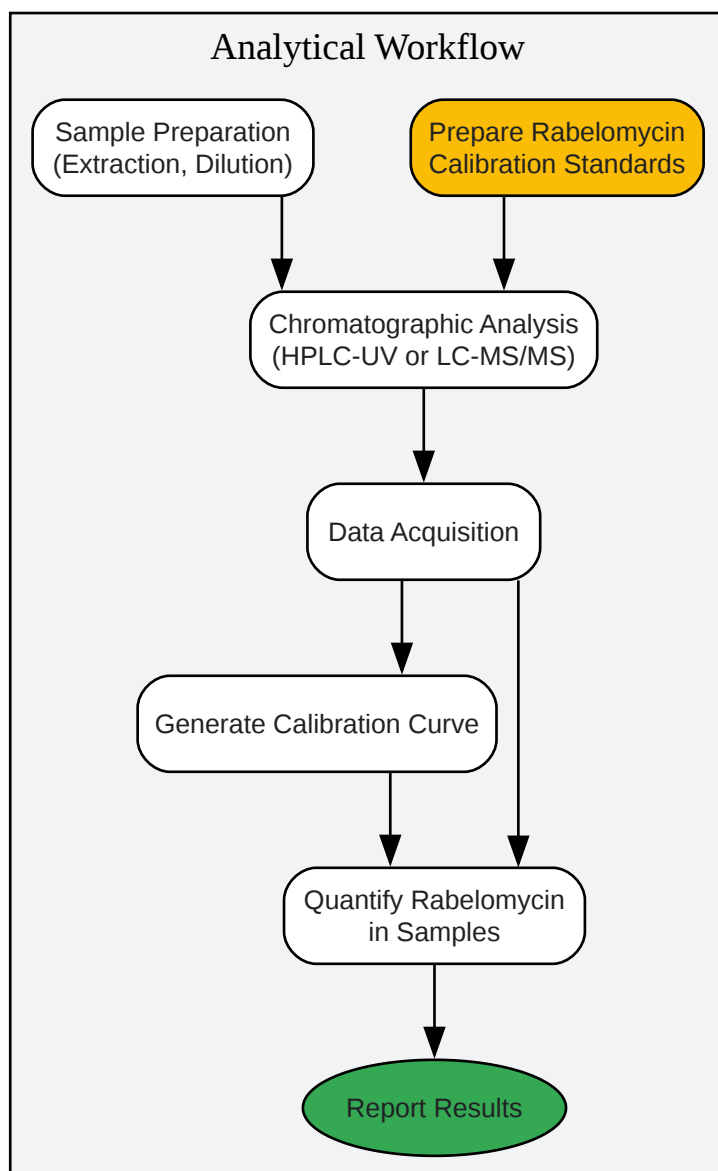 Analytical Workflow
Sample Preparation
(Extraction, Dilution)
Prepare Rabelomycin
Calibration Standards
Chromatographic Analysis
(HPLC-UV or LC-MS/MS)
Data Acquisition
Generate Calibration Curve
Quantify Rabelomycin
in Samples
Report Results